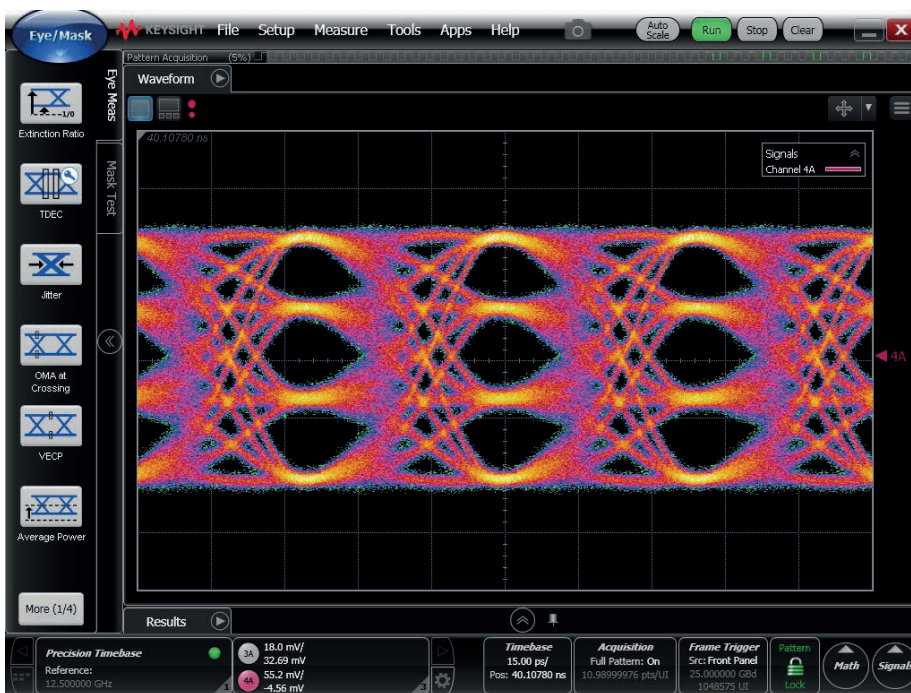 Eye/Mask
KEYSIGHT File Setup Measure Tools Apps Help
Auto Scale
Run
Stop
Clear
Pattern Acquisition (5%)
Waveform
Eye Meas
Mask Test
40.10780 ns
Signals
Channel 4A
4A
Extinction Ratio
TDEC
Jitter
OMA at
Crossing
VECP
Average Power
More (1/4)
Results
Precision Timebase
Reference:
12.500000 GHz
1
3A
18.0 mV/
32.69 mV
4A
55.2 mV/
-4.56 mV
3
Timebase
15.00 ps/
Pos: 40.10780 ns
Acquisition
Full Pattern: On
10.98999976 pts/UI
Frame Trigger
Src: Front Panel
25.000000 GBd
1048575 UI
Pattern
Lock
Math
Signals